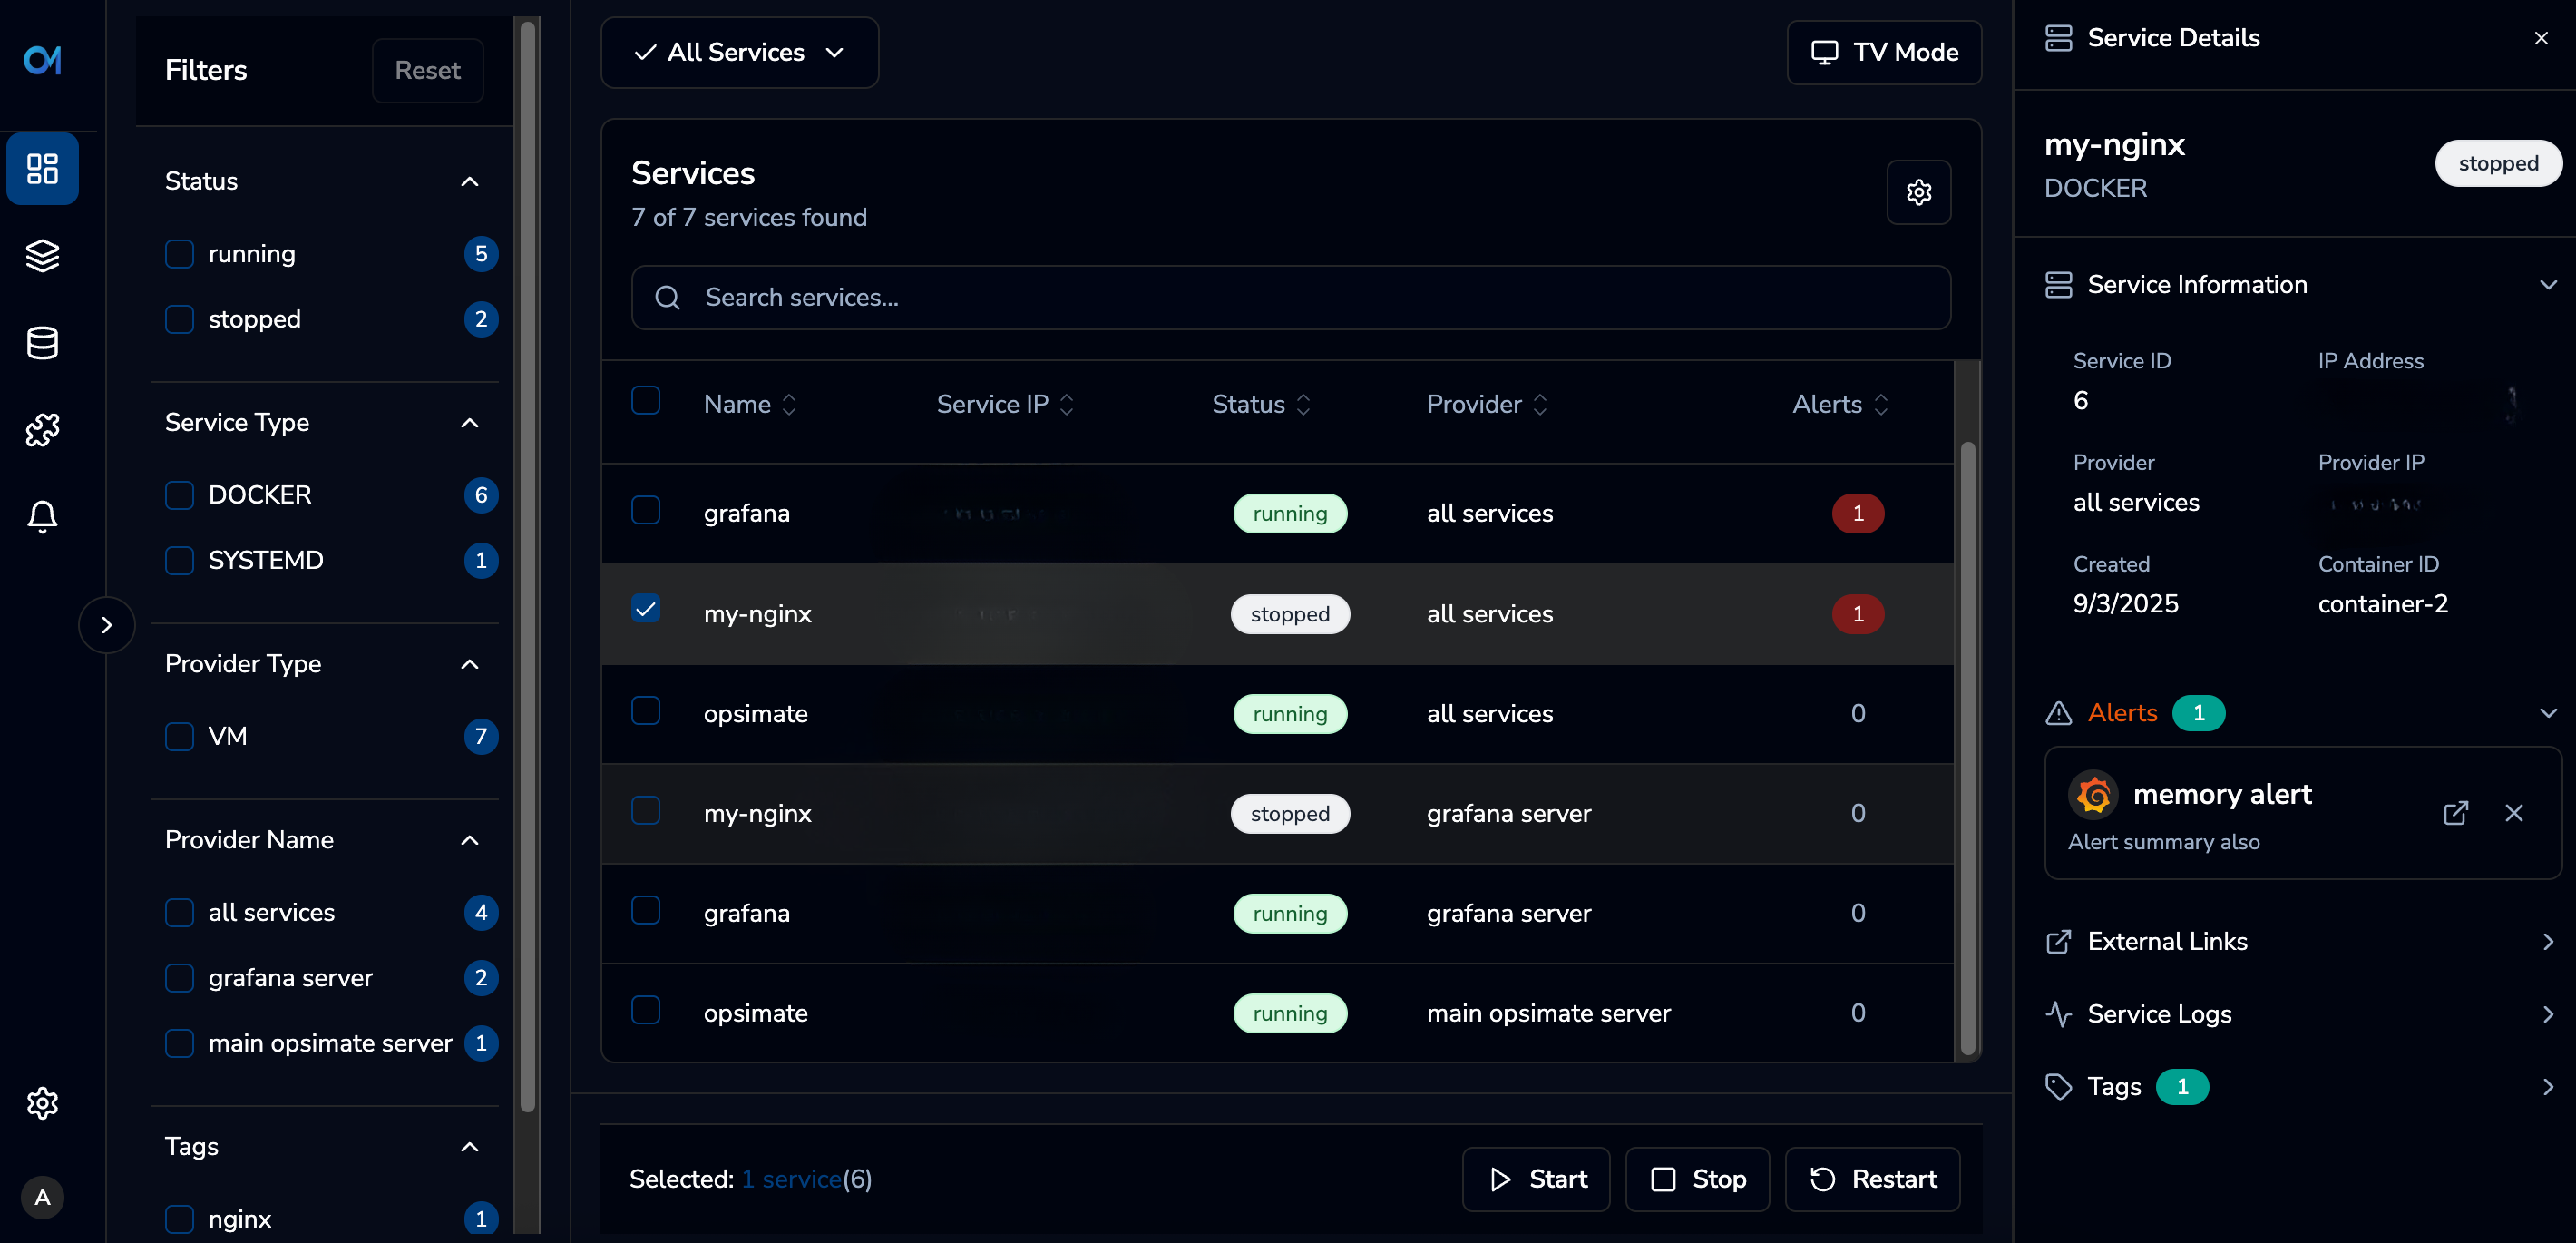 Filters
Reset
Status
running 5
stopped 2
Service Type
DOCKER 6
SYSTEMD 1
Provider Type
VM 7
Provider Name
all services 4
grafana server 2
main opsimate server 1
Tags
nginx 1
A
All Services
TV Mode
Services
7 of 7 services found
Search services...
Name Service IP Status Provider Alerts
grafana running all services 1
my-nginx stopped all services 1
opsimate running all services 0
my-nginx stopped grafana server 0
grafana running grafana server 0
opsimate running main opsimate server 0
Selected: 1 service(6)
Start
Stop
Restart
Service Details
my-nginx
DOCKER
stopped
Service Information
Service ID IP Address
6
Provider Provider IP
all services
Created Container ID
9/3/2025 container-2
Alerts 1
memory alert
Alert summary also
External Links
Service Logs
Tags 1